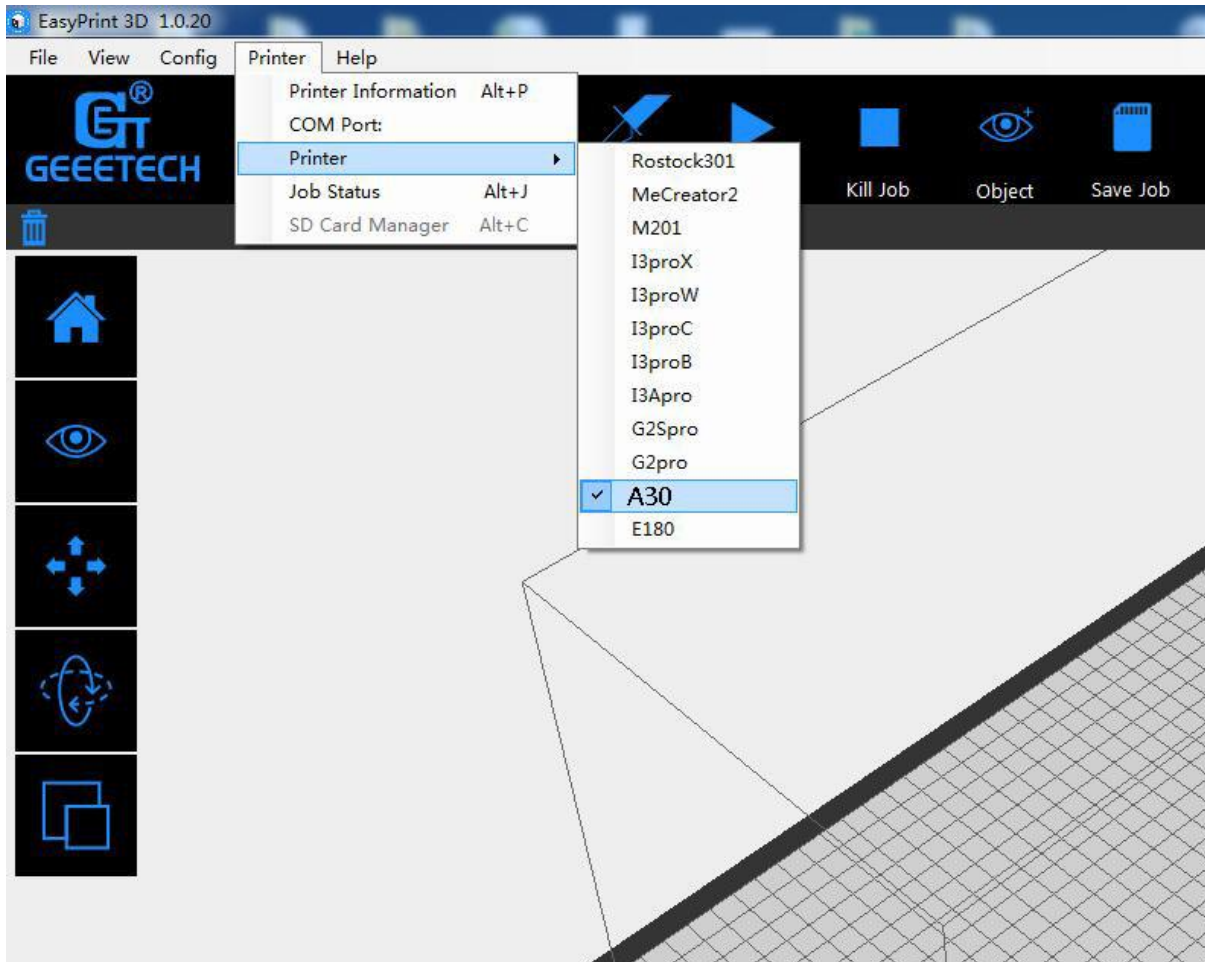 EasyPrint 3D 1.0.20
File View Config Printer Help
GT®
GEEETECH
Printer Information Alt+P
COM Port:
Printer
Job Status Alt+J
SD Card Manager Alt+C
Kill Job Object Save Job
Rostock301
MeCreator2
M201
I3proX
I3proW
I3proC
I3proB
I3Apro
G2Spro
G2pro
A30
E180